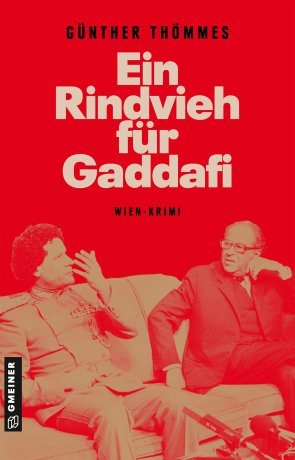 GÜNTHER THÖMMES
Ein
Rindvieh
für
Gaddafi
WIEN-KRIMI
GMEINER